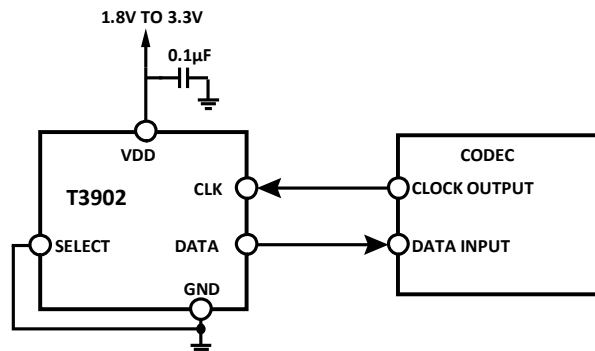 1.8V TO 3.3V
0.1µF
VDD
CODEC
T3902
CLK
CLOCK OUTPUT
SELECT
DATA
DATA INPUT
GND